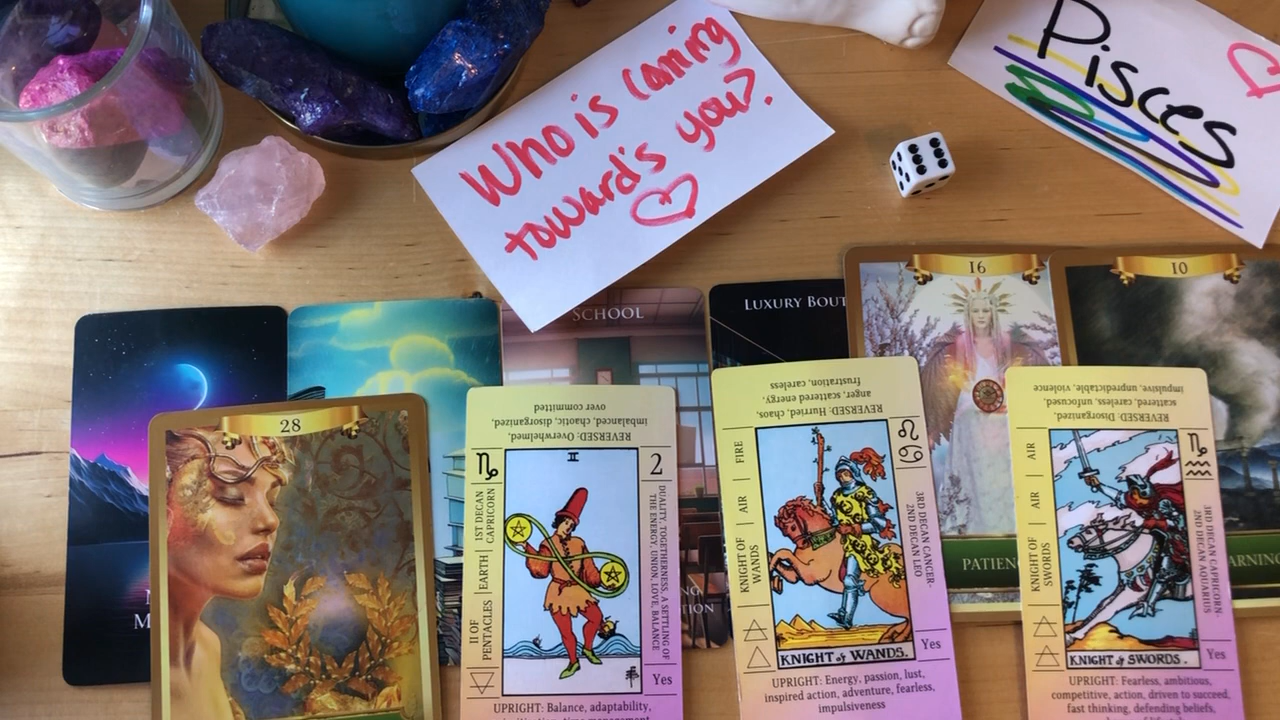 Who is coming
toward's you?
Pisces
SCHOOL
LUXURY BOUT
16
10
28
REVERSED: Overwhelmed,
imbalanced, chaotic, disorganized,
over committed
II
2
1ST DECAN
CAPRICORN
EARTH
II OF
PENTACLES
DUALITY, TOGETHERNESS, A SETTLING OF
THE ENERGY, UNION, LOVE, BALANCE
Yes
UPRIGHT: Balance, adaptability,
REVERSED: Hurried, chaos,
anger, scattered energy,
frustration, careless
FIRE
AIR
KNIGHT OF
WANDS
3RD DECAN CANCER-
2ND DECAN LEO
KNIGHT of WANDS.
Yes
UPRIGHT: Energy, passion, lust,
inspired action, adventure, fearless,
impulsiveness
PATIEN
REVERSED: Disorganized,
scattered, careless, unfocused,
impulsive, unpredictable, violence
AIR
AIR
KNIGHT OF
SWORDS
3RD DECAN CAPRICORN-
2ND DECAN AQUARIUS
KNIGHT of SWORDS.
Yes
UPRIGHT: Fearless, ambitious,
competitive, action, driven to succeed,
fast thinking, defending beliefs,
ARNING